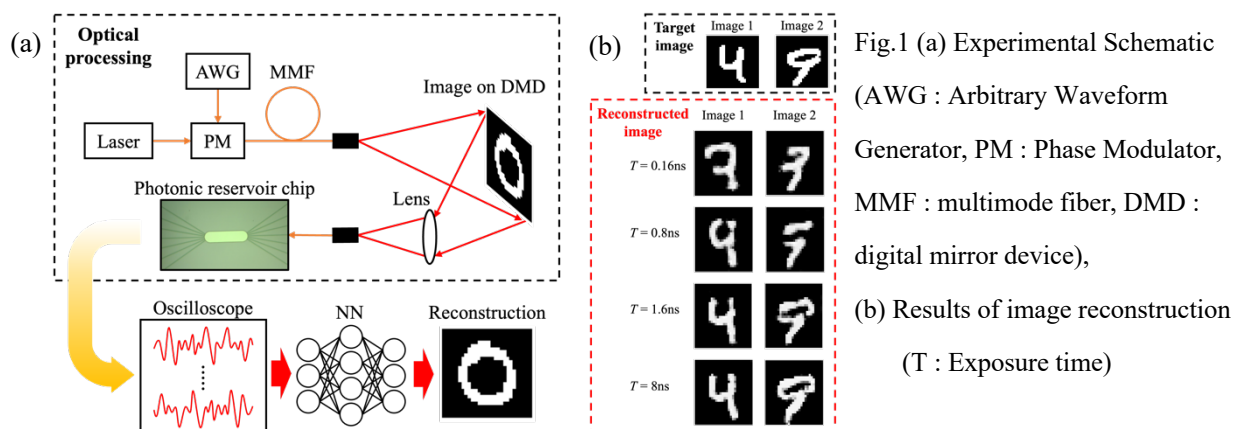 (a)
Optical
processing
AWG
MMF
Image on DMD
Laser
PM
Photonic reservoir chip
Lens
Oscilloscope
NN
Reconstruction
(b)
Target
image
Image 1
Image 2
Reconstructed
image
Image 1
Image 2
T = 0.16ns
T = 0.8ns
T = 1.6ns
T = 8ns
Fig.1 (a) Experimental Schematic
(AWG : Arbitrary Waveform
Generator, PM : Phase Modulator,
MMF : multimode fiber, DMD :
digital mirror device),
(b) Results of image reconstruction
(T : Exposure time)